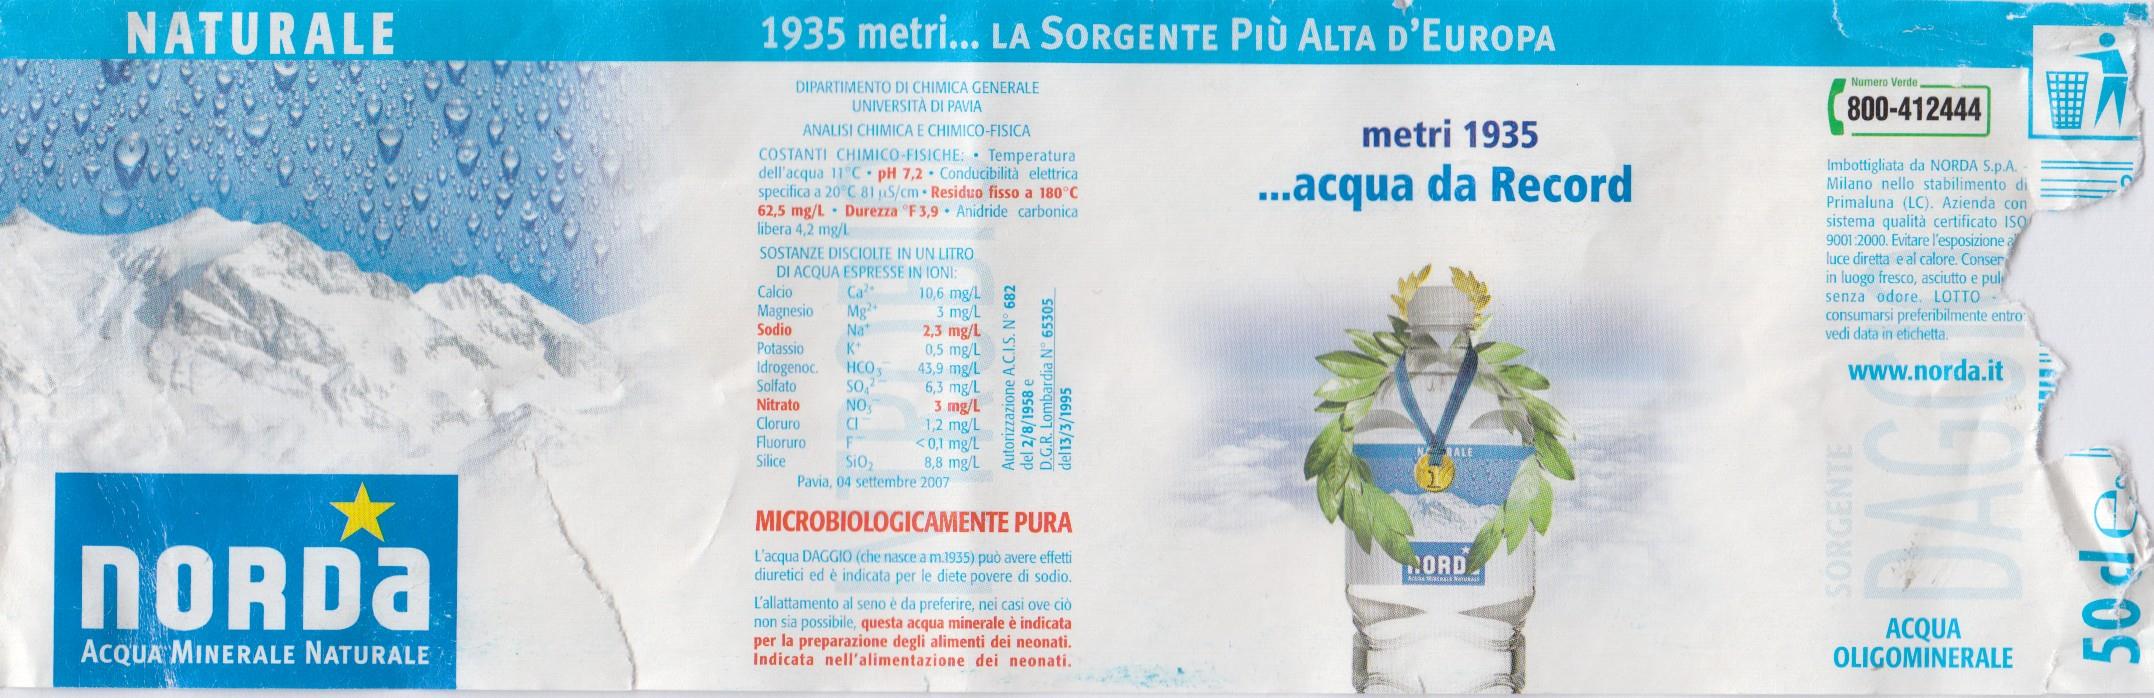 NATURALE
norda
ACQUA MINERALE NATURALE
1935 metri... LA SORGENTE PIÙ ALTA D'EUROPA
DIPARTIMENTO DI CHIMICA GENERALE
UNIVERSITÀ DI PAVIA
ANALISI CHIMICA E CHIMICO-FISICA
COSTANTI CHIMICO-FISICHE: • Temperatura
dell'acqua 11°C • pH 7,2 • Conducibilità elettrica
specifica a 20°C 81 µS/cm • Residuo fisso a 180°C
62,5 mg/L • Durezza °F 3,9 • Anidride carbonica
libera 4,2 mg/L
SOSTANZE DISCIOLTE IN UN LITRO
DI ACQUA ESPRESSE IN IONI:
Calcio Ca²⁺ 10,6 mg/L
Magnesio Mg²⁺ 3 mg/L
Sodio Na⁺ 2,3 mg/L
Potassio K⁺ 0,5 mg/L
Idrogenoc. HCO₃⁻ 43,9 mg/L
Solfato SO₄²⁻ 6,3 mg/L
Nitrato NO₃⁻ 3 mg/L
Cloruro Cl⁻ 1,2 mg/L
Fluoruro F⁻ <0,1 mg/L
Silice SiO₂ 8,8 mg/L
Pavia, 04 settembre 2007
Autorizzazione A.C.I.S. N° 682
del 2/8/1958 e
D.G.R. Lombardia N° 65305
del 13/3/1995
MICROBIOLOGICAMENTE PURA
L'acqua DAGGIO (che nasce a m.1935) può avere effetti
diuretici ed è indicata per le diete povere di sodio.
L'allattamento al seno è da preferire, nei casi ove ciò
non sia possibile, questa acqua minerale è indicata
per la preparazione degli alimenti dei neonati.
Indicata nell'alimentazione dei neonati.
metri 1935
...acqua da Record
NORD
ACQUA MINERALE NATURALE
Numero Verde
800-412444
Imbottigliata da NORDA S.p.A. -
Milano nello stabilimento di
Primaluna (LC). Azienda con
sistema qualità certificato ISO
9001:2000. Evitare l'esposizione
luce diretta e al calore. Conser
in luogo fresco, asciutto e
senza odore. LOTTO -
consumarsi preferibilmente entro:
vedi data in etichetta.
www.norda.it
SORGENTE
DAGG
ACQUA
OLIGOMINERALE
50cl e